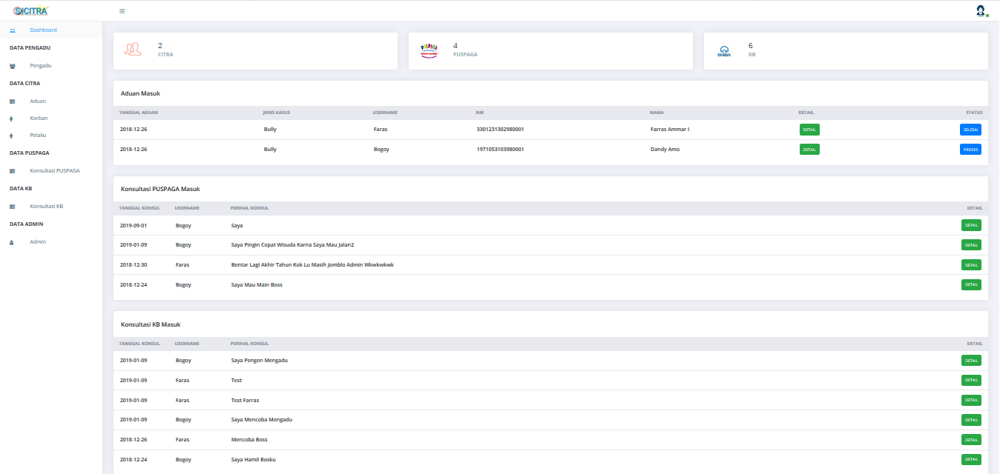 SICITRA
Dashboard
DATA PENGADU
Pengadu
DATA CITRA
Aduan
Korban
Pelaku
DATA PUSPAGA
Konsultasi PUSPAGA
DATA KB
Konsultasi KB
DATA ADMIN
Admin
2
CITRA
PUSPAGA
4
PUSPAGA
BKKBN
6
KB
Aduan Masuk
TANGGAL ADUAN JENIS KASUS USERNAME NIK NAMA DETAIL STATUS
2018-12-26 Bully Faras 3301231302980001 Farras Ammar I DETAIL SELESAI
2018-12-26 Bully Bogoy 1971053103980001 Dandy Amo DETAIL PROSES
Konsultasi PUSPAGA Masuk
TANGGAL KONSUL USERNAME PERIHAL KONSUL DETAIL
2019-09-01 Bogoy Saya DETAIL
2019-01-09 Bogoy Saya Pingin Cepat Wisuda Karna Saya Mau Jalan2 DETAIL
2018-12-30 Faras Bentar Lagi Akhir Tahun Kok Lu Masih Jomblo Admin Wkwkwkwk DETAIL
2018-12-24 Bogoy Saya Mau Main Boss DETAIL
Konsultasi KB Masuk
TANGGAL KONSUL USERNAME PERIHAL KONSUL DETAIL
2019-01-09 Bogoy Saya Pengen Mengadu DETAIL
2019-01-09 Faras Test DETAIL
2019-01-09 Faras Test Farras DETAIL
2019-01-09 Bogoy Saya Mencoba Mengadu DETAIL
2018-12-26 Faras Mencoba Boss DETAIL
2018-12-24 Bogoy Saya Hamil Bosku DETAIL